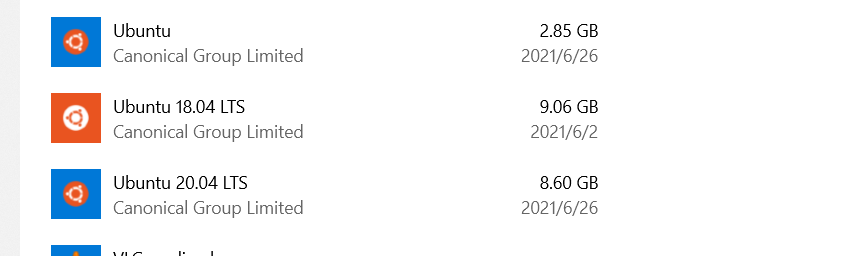 Ubuntu 2.85 GB
Canonical Group Limited 2021/6/26
Ubuntu 18.04 LTS 9.06 GB
Canonical Group Limited 2021/6/2
Ubuntu 20.04 LTS 8.60 GB
Canonical Group Limited 2021/6/26